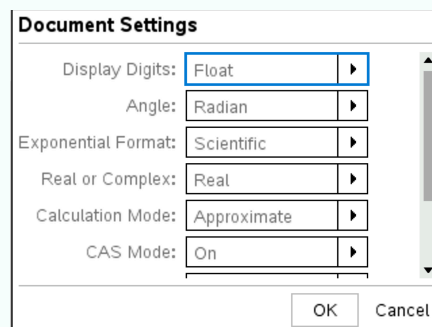 Document Settings
Display Digits: Float
Angle: Radian
Exponential Format: Scientific
Real or Complex: Real
Calculation Mode: Approximate
CAS Mode: On
OK Cancel